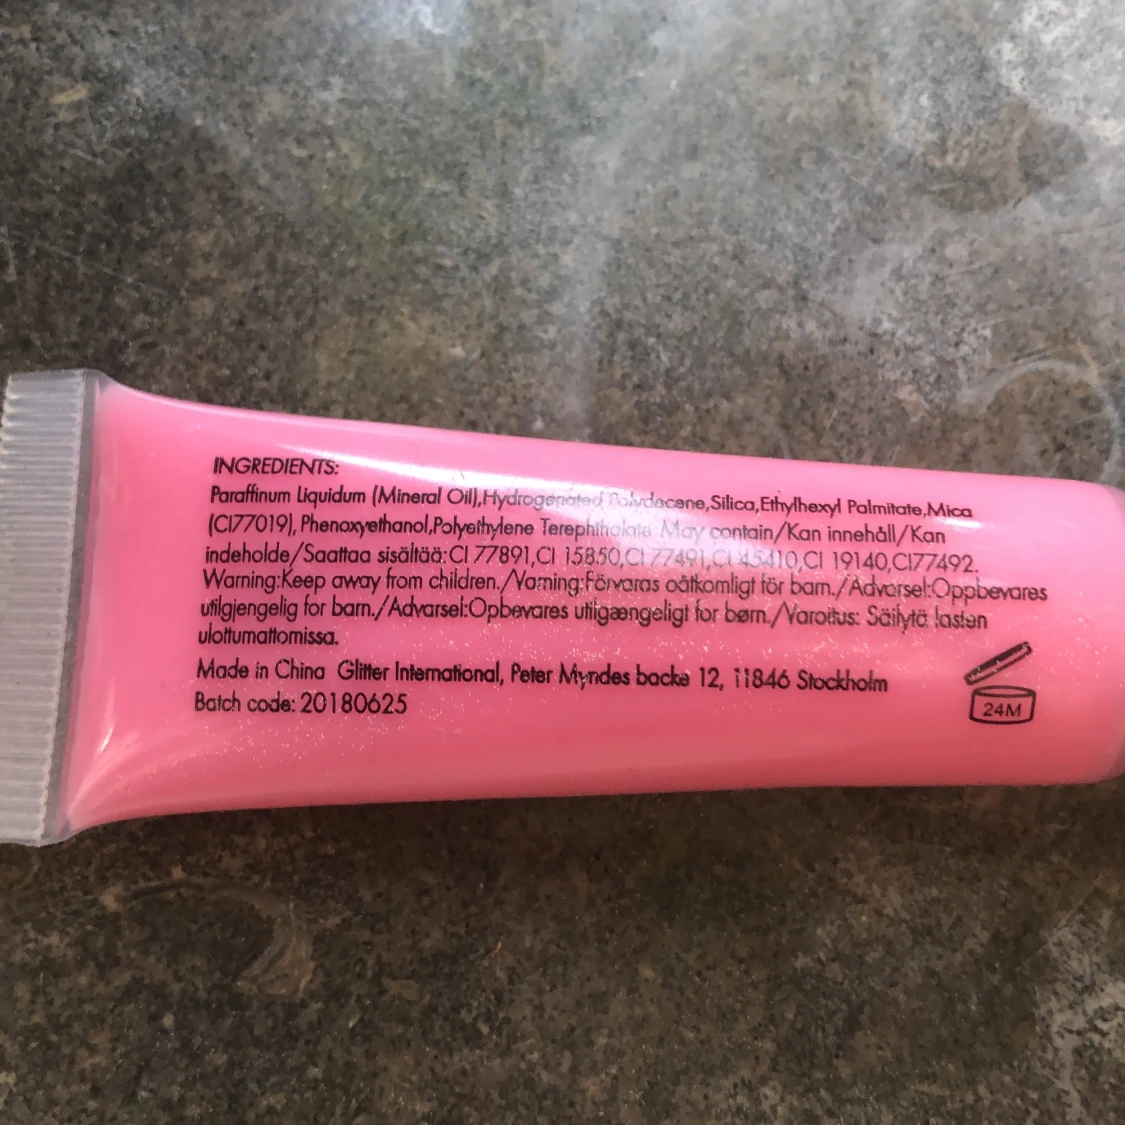 INGREDIENTS:
Paraffinum Liquidum (Mineral Oil),Hydrogenated Polydecene,Silica,Ethylhexyl Palmitate,Mica
(CI77019), Phenoxyethanol,Polyethylene Terephthalate May contain/Kan innehåll/Kan
indeholde/Saattaa sisältää:CI 77891,CI 15850,CI 77491,CI 45410,CI 19140,CI77492.
Warning:Keep away from children./Varning:Förvaras oåtkomligt för barn./Advarsel:Oppbevares
utilgjengelig for barn./Advarsel:Opbevares utilgængeligt for børn./Varoitus: Säilytä lasten
ulottumattomissa.
Made in China Glitter International, Peter Myndes backe 12, 11846 Stockholm
Batch code: 20180625
24M